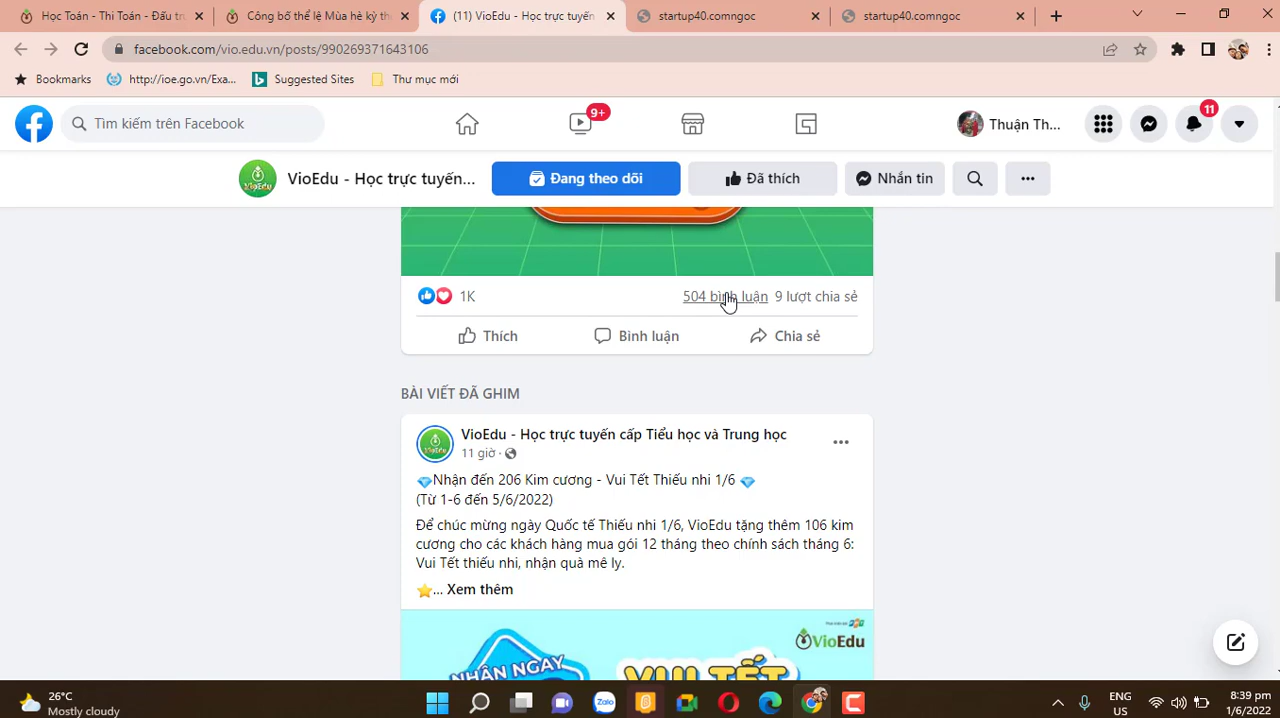 Học Toán - Thi Toán - Đấu trư
Công bố thể lệ Mùa hè kỳ thú
(11) VioEdu - Học trực tuyến
startup40.comngoc
startup40.comngoc
facebook.com/vio.edu.vn/posts/990269371643106
Bookmarks
http://ioe.go.vn/Exa...
Suggested Sites
Thư mục mới
Tìm kiếm trên Facebook
9+
Thuận Th...
11
VioEdu - Học trực tuyến...
Đang theo dõi
Đã thích
Nhắn tin
1K
504 bình luận
9 lượt chia sẻ
Thích
Bình luận
Chia sẻ
BÀI VIẾT ĐÃ GHIM
VioEdu - Học trực tuyến cấp Tiểu học và Trung học
11 giờ ·
Nhận đến 206 Kim cương - Vui Tết Thiếu nhi 1/6
(Từ 1-6 đến 5/6/2022)
Để chúc mừng ngày Quốc tế Thiếu nhi 1/6, VioEdu tặng thêm 106 kim
cương cho các khách hàng mua gói 12 tháng theo chính sách tháng 6:
Vui Tết thiếu nhi, nhận quà mê ly.
... Xem thêm
VioEdu
NHẬN NGAY
VUI TẾT
26°C
Mostly cloudy
Zalo
ENG
US
8:39 PM
1/6/2022